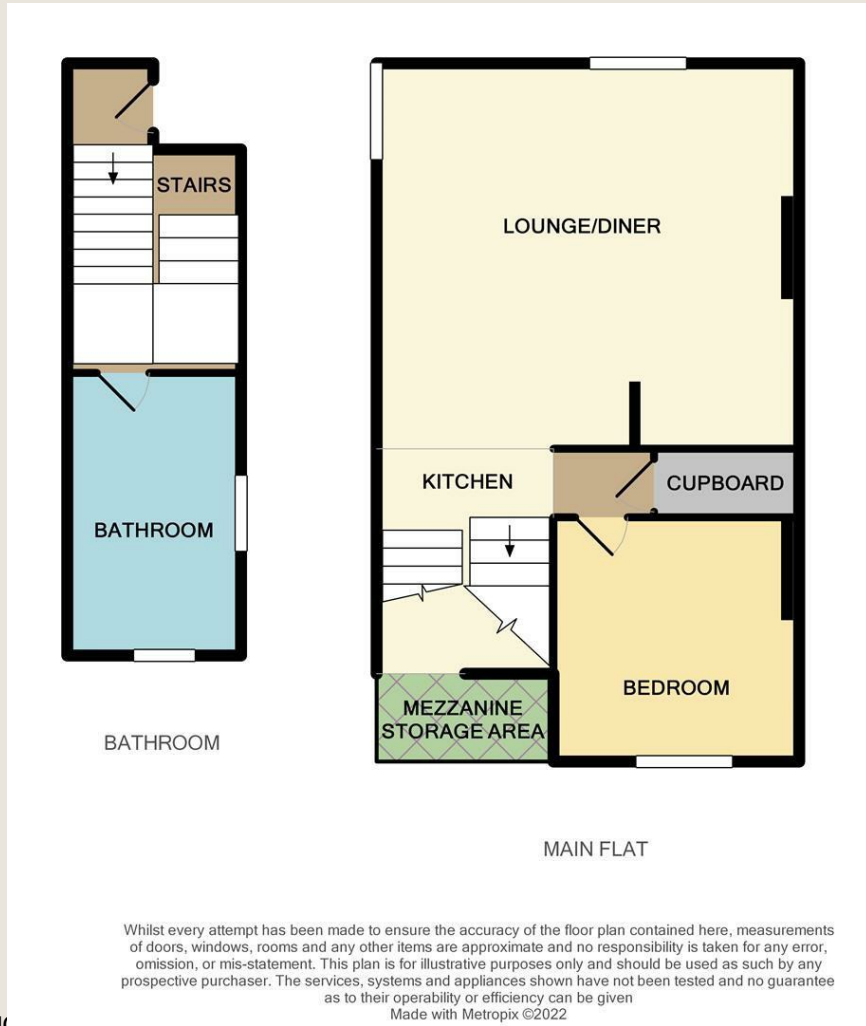 STAIRS
BATHROOM
BATHROOM
LOUNGE/DINER
KITCHEN
CUPBOARD
BEDROOM
MEZZANINE
STORAGE AREA
MAIN FLAT
Whilst every attempt has been made to ensure the accuracy of the floor plan contained here, measurements
of doors, windows, rooms and any other items are approximate and no responsibility is taken for any error,
omission, or mis-statement. This plan is for illustrative purposes only and should be used as such by any
prospective purchaser. The services, systems and appliances shown have not been tested and no guarantee
as to their operability or efficiency can be given
Made with Metropix ©2022